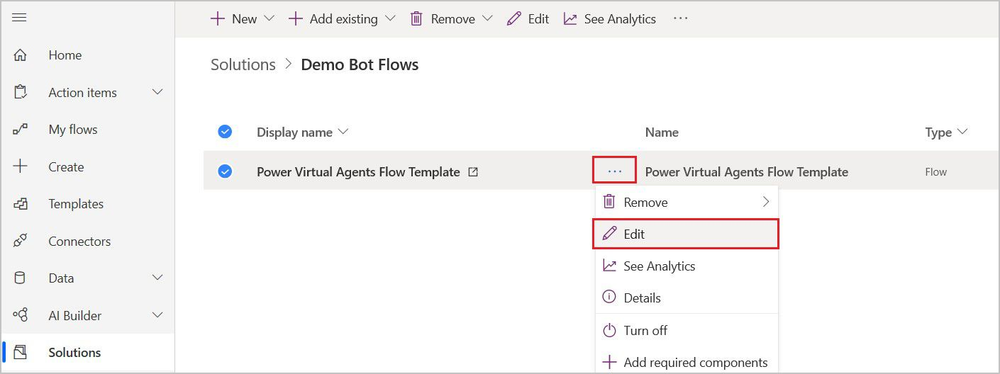 New Add existing Remove Edit See Analytics ...
Home
Action items
My flows
Create
Templates
Connectors
Data
AI Builder
Solutions
Solutions > Demo Bot Flows
Display name Name Type
Power Virtual Agents Flow Template ... Power Virtual Agents Flow Template Flow
Remove
Edit
See Analytics
Details
Turn off
Add required components